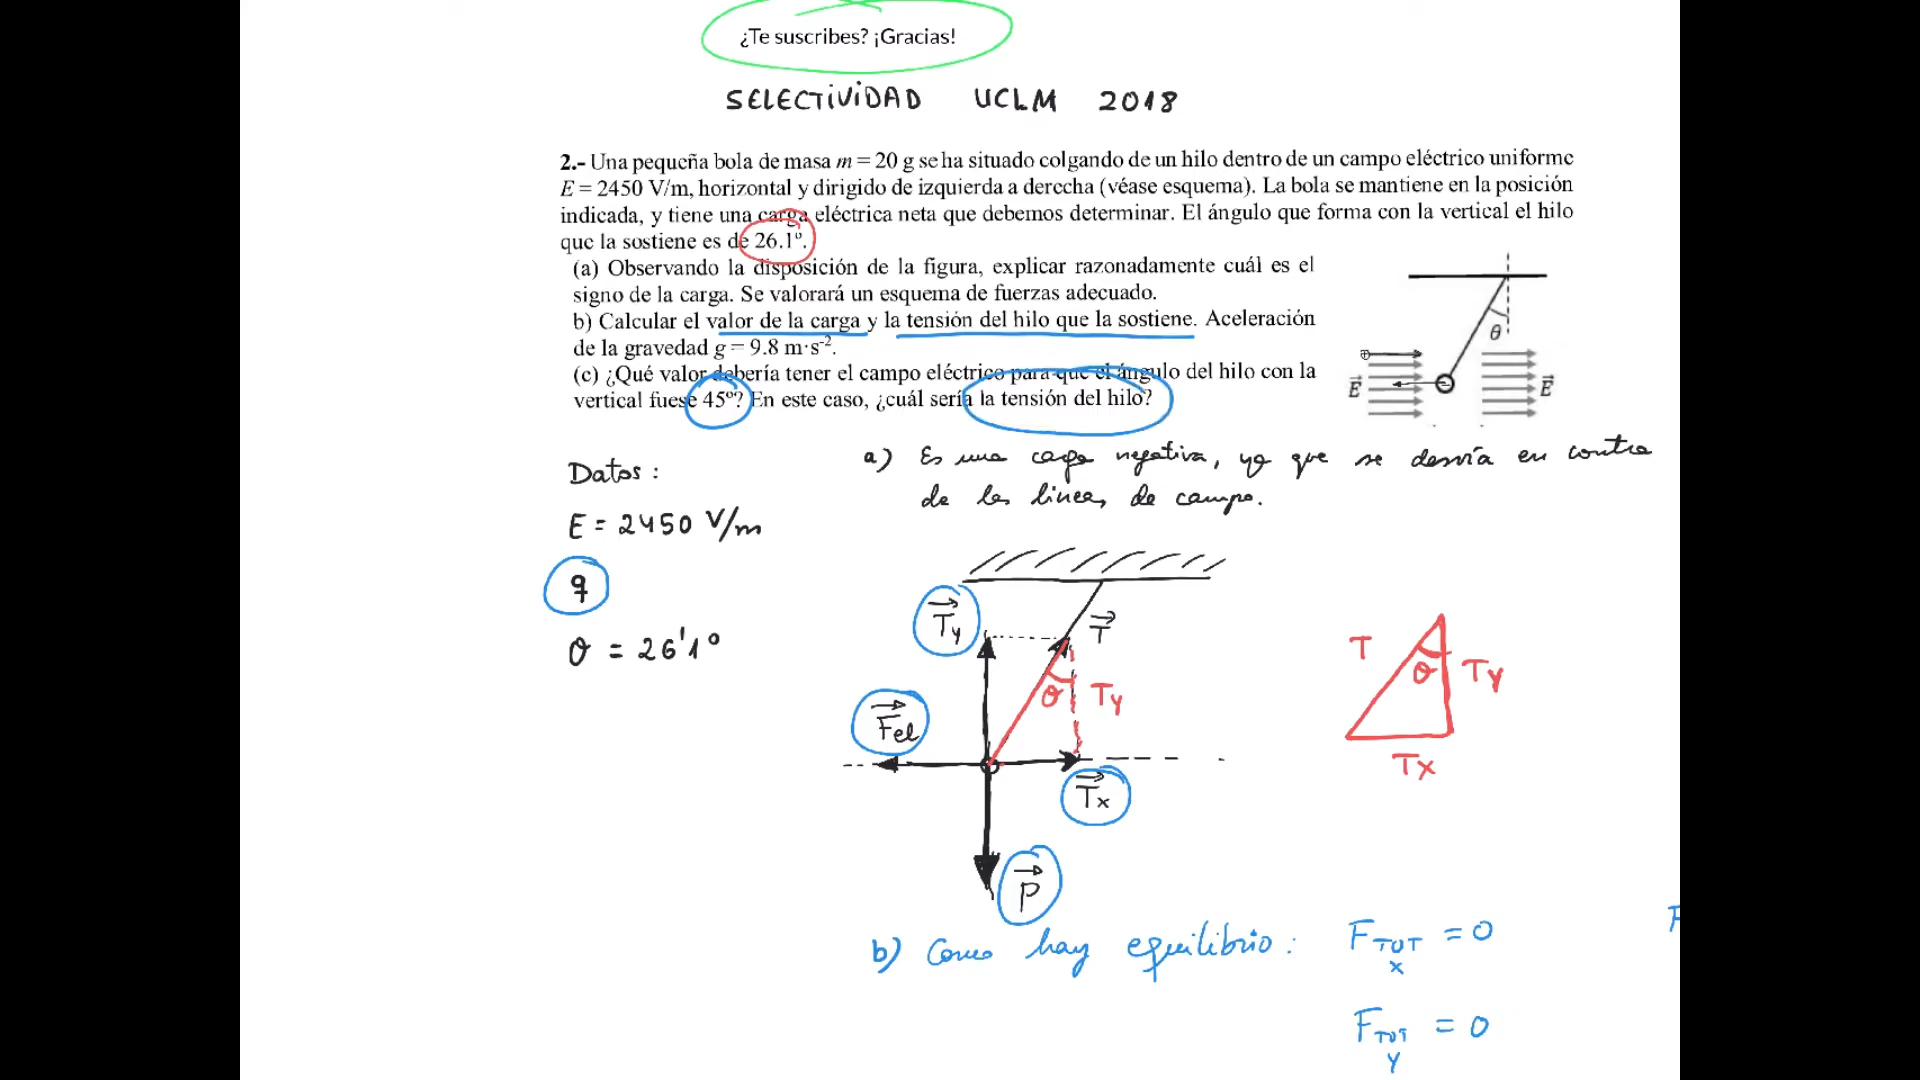 ¿Te suscribes? ¡Gracias!
SELECTIVIDAD UCLM 2018
2.- Una pequeña bola de masa m = 20 g se ha situado colgando de un hilo dentro de un campo eléctrico uniforme
E = 2450 V/m, horizontal y dirigido de izquierda a derecha (véase esquema). La bola se mantiene en la posición
indicada, y tiene una carga eléctrica neta que debemos determinar. El ángulo que forma con la vertical el hilo
que la sostiene es de 26.1º.
(a) Observando la disposición de la figura, explicar razonadamente cuál es el
signo de la carga. Se valorará un esquema de fuerzas adecuado.
b) Calcular el valor de la carga y la tensión del hilo que la sostiene. Aceleración
de la gravedad g = 9.8 m·s⁻².
(c) ¿Qué valor debería tener el campo eléctrico para que el ángulo del hilo con la
vertical fuese 45º? En este caso, ¿cuál sería la tensión del hilo?
θ
E
E
Datos :
E = 2450 V/m
q
θ = 26'1º
a) Es una carga negativa, ya que se desvía en contra
de las líneas de campo.
Ty
T
θ
Ty
Fel
Tx
P
T
θ
Ty
Tx
b) Como hay equilibrio : F TOT x = 0
F TOT y = 0